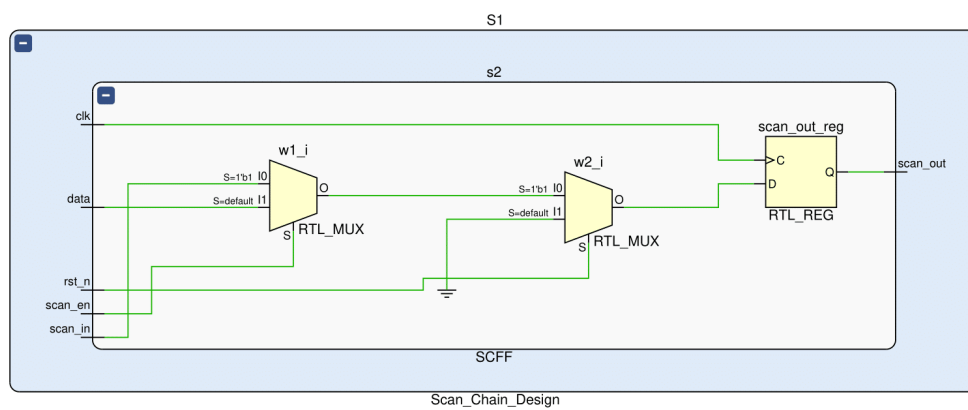 S1
s2
clk
scan_out_reg
w1_i
C
w2_i
scan_out
Q
S=1'b1 I0
D
O
S=1'b1 I0
data
S=default I1
O
S=default I1
RTL_REG
S
RTL_MUX
S
RTL_MUX
rst_n
scan_en
scan_in
SCFF
Scan_Chain_Design